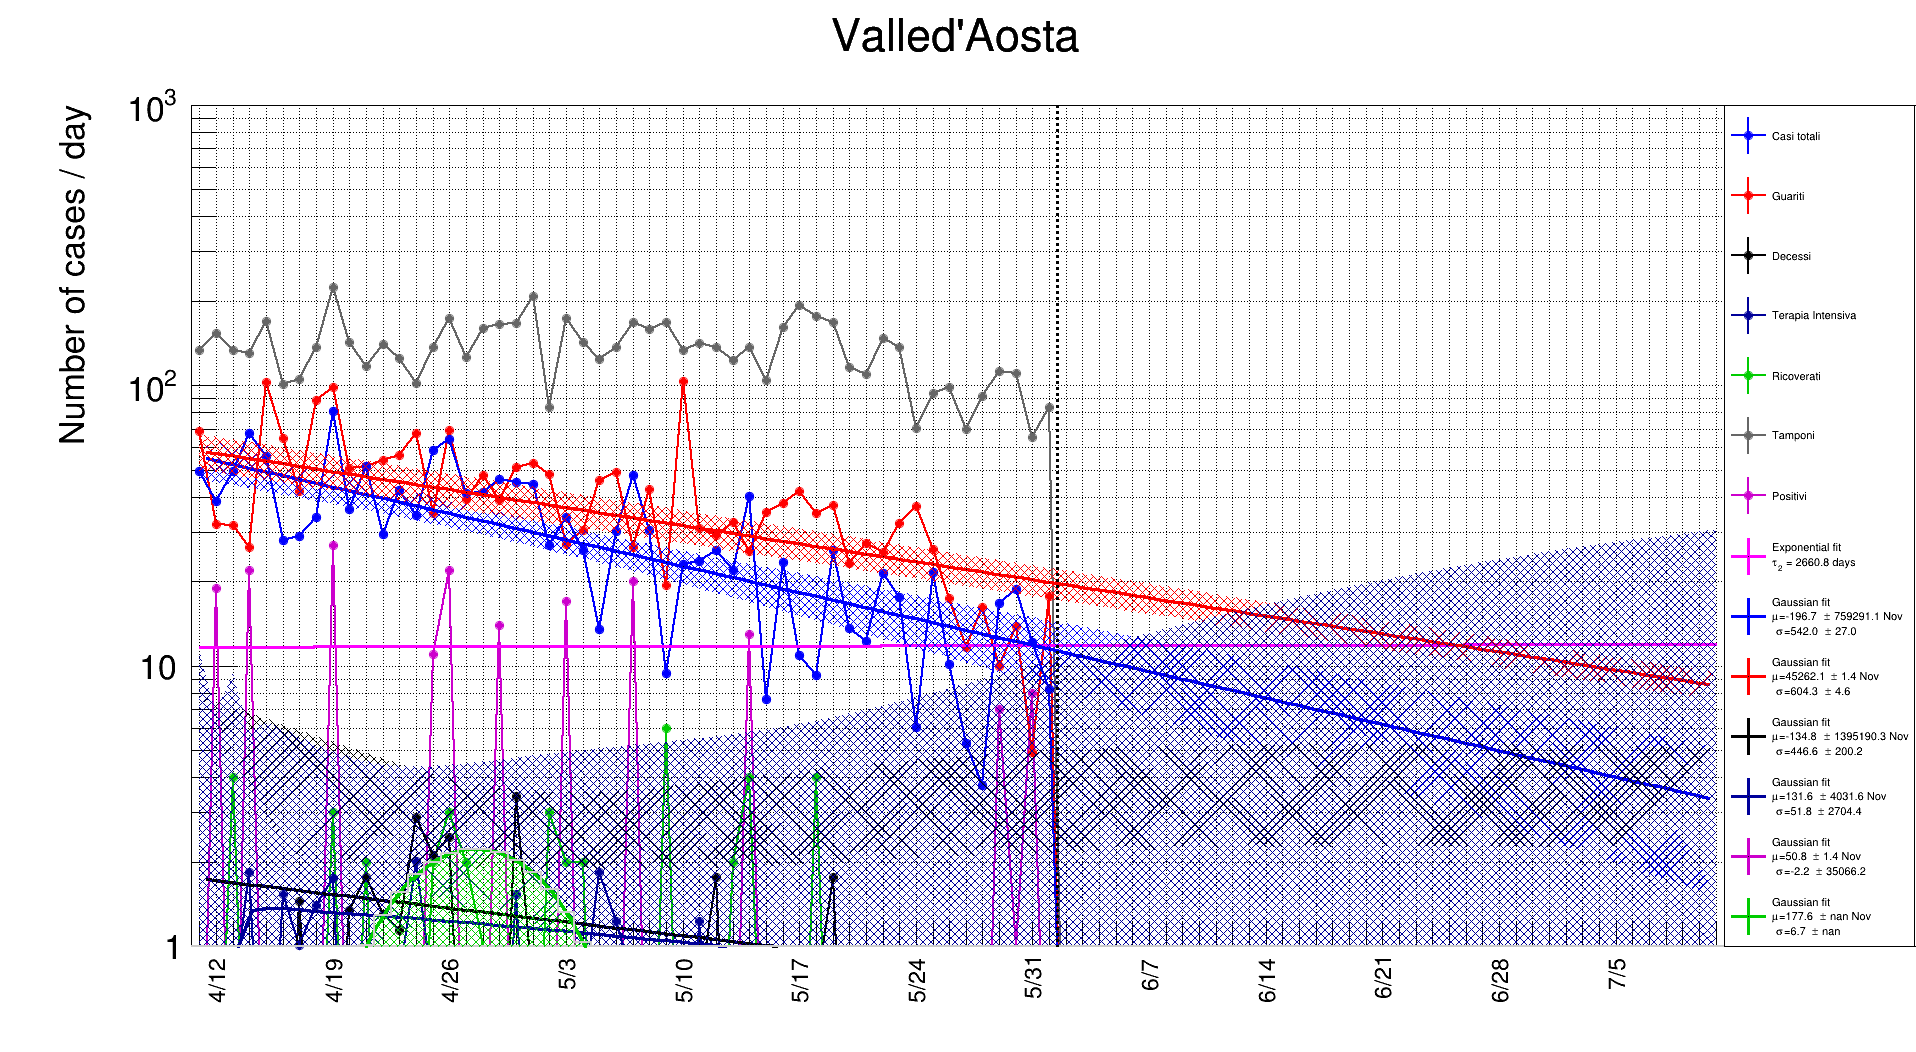 Valled'Aosta
Number of cases / day
10³
10²
10
1
4/12
4/19
4/26
5/3
5/10
5/17
5/24
5/31
6/7
6/14
6/21
6/28
7/5
Casi totali
Guariti
Decessi
Terapia Intensiva
Ricoverati
Tamponi
Positivi
Exponential fit
τ₂ = 2660.8 days
Gaussian fit
μ=-196.7 ± 759291.1 Nov
σ=542.0 ± 27.0
Gaussian fit
μ=45262.1 ± 1.4 Nov
σ=604.3 ± 4.6
Gaussian fit
μ=-134.8 ± 1395190.3 Nov
σ=446.6 ± 200.2
Gaussian fit
μ=131.6 ± 4031.6 Nov
σ=51.8 ± 2704.4
Gaussian fit
μ=50.8 ± 1.4 Nov
σ=-2.2 ± 35066.2
Gaussian fit
μ=177.6 ± nan Nov
σ=6.7 ± nan